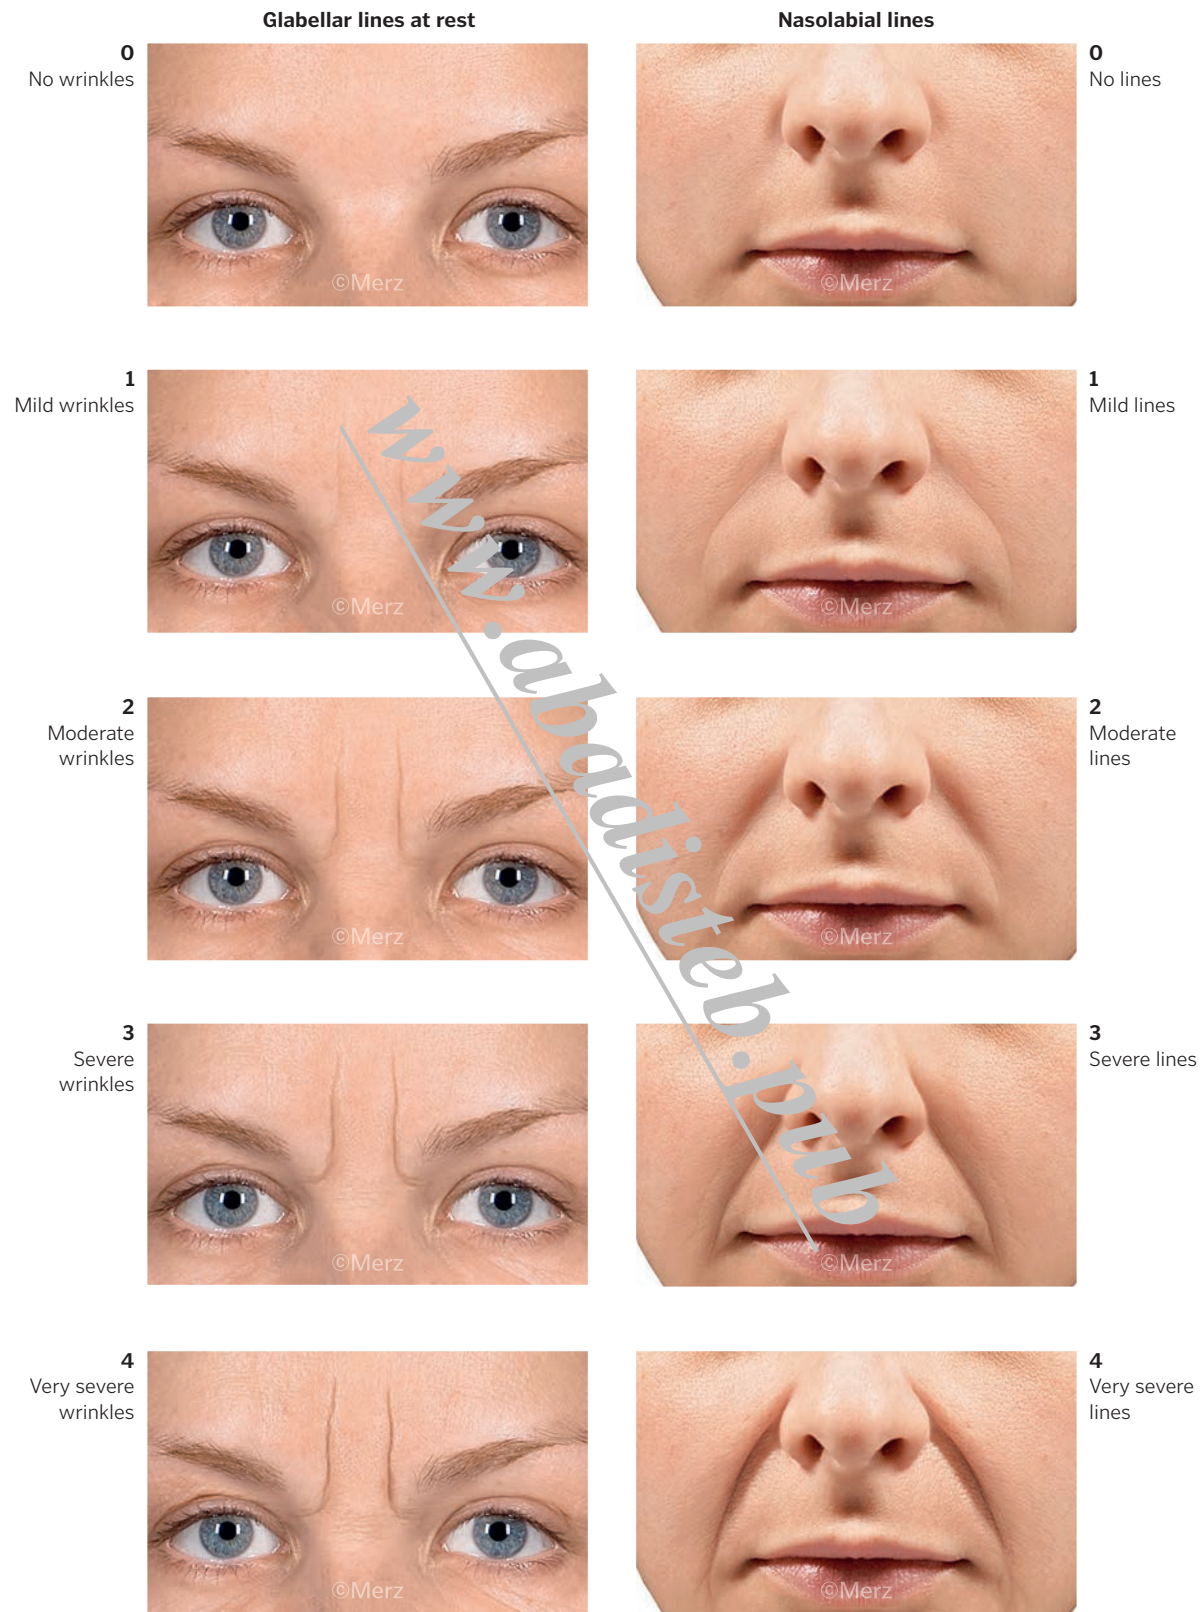 Glabellar lines at rest
Nasolabial lines
0
No wrinkles
©Merz
0
No lines
©Merz
1
Mild wrinkles
©Merz
1
Mild lines
©Merz
2
Moderate
wrinkles
©Merz
2
Moderate
lines
©Merz
3
Severe
wrinkles
©Merz
3
Severe lines
©Merz
4
Very severe
wrinkles
©Merz
4
Very severe
lines
©Merz
www.abadisteb.pub